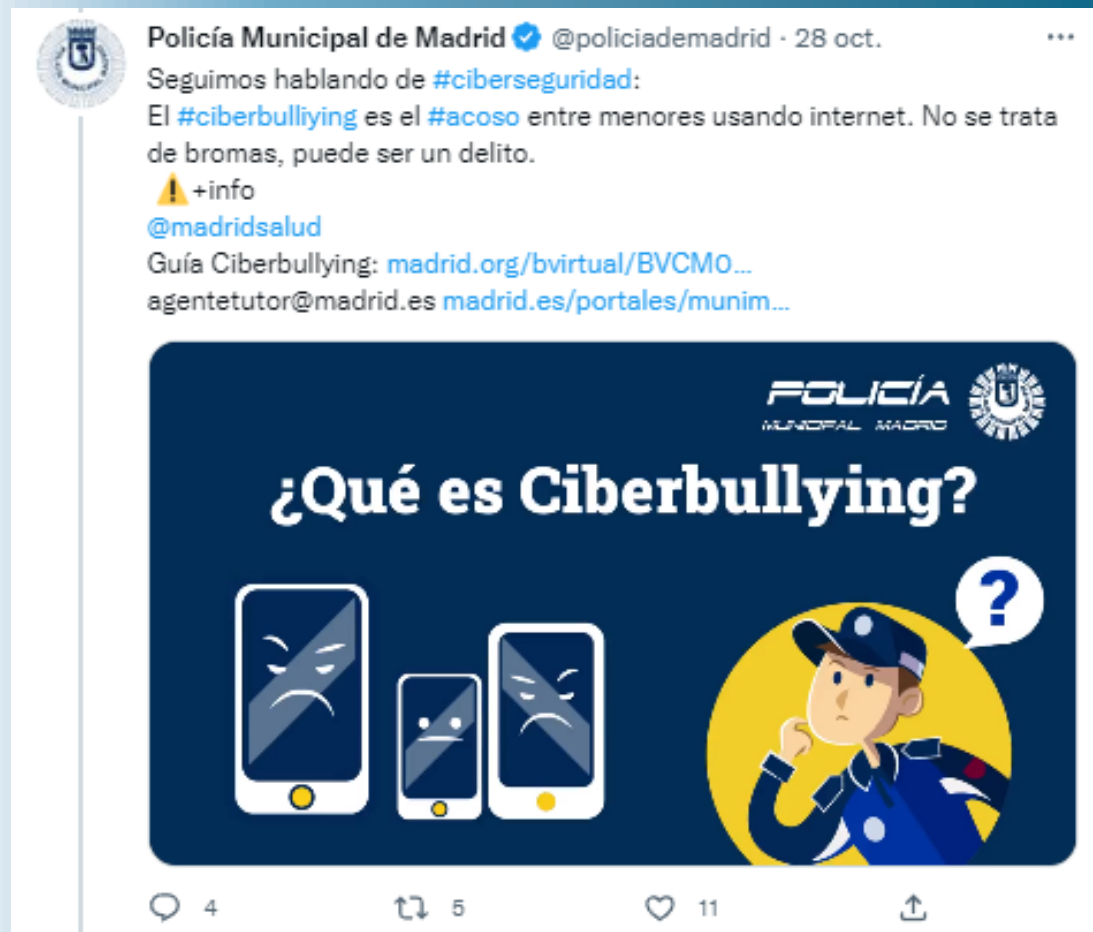 Policía Municipal de Madrid @policiademadrid · 28 oct.
Seguimos hablando de #ciberseguridad:
El #ciberbulliying es el #acoso entre menores usando internet. No se trata
de bromas, puede ser un delito.
+info
@madridsalud
Guía Ciberbullying: madrid.org/bvirtual/BVCM0...
agentetutor@madrid.es madrid.es/portales/munim...
POLICÍA
MUNICIPAL MADRID
¿Qué es Ciberbullying?
?
4 5 11